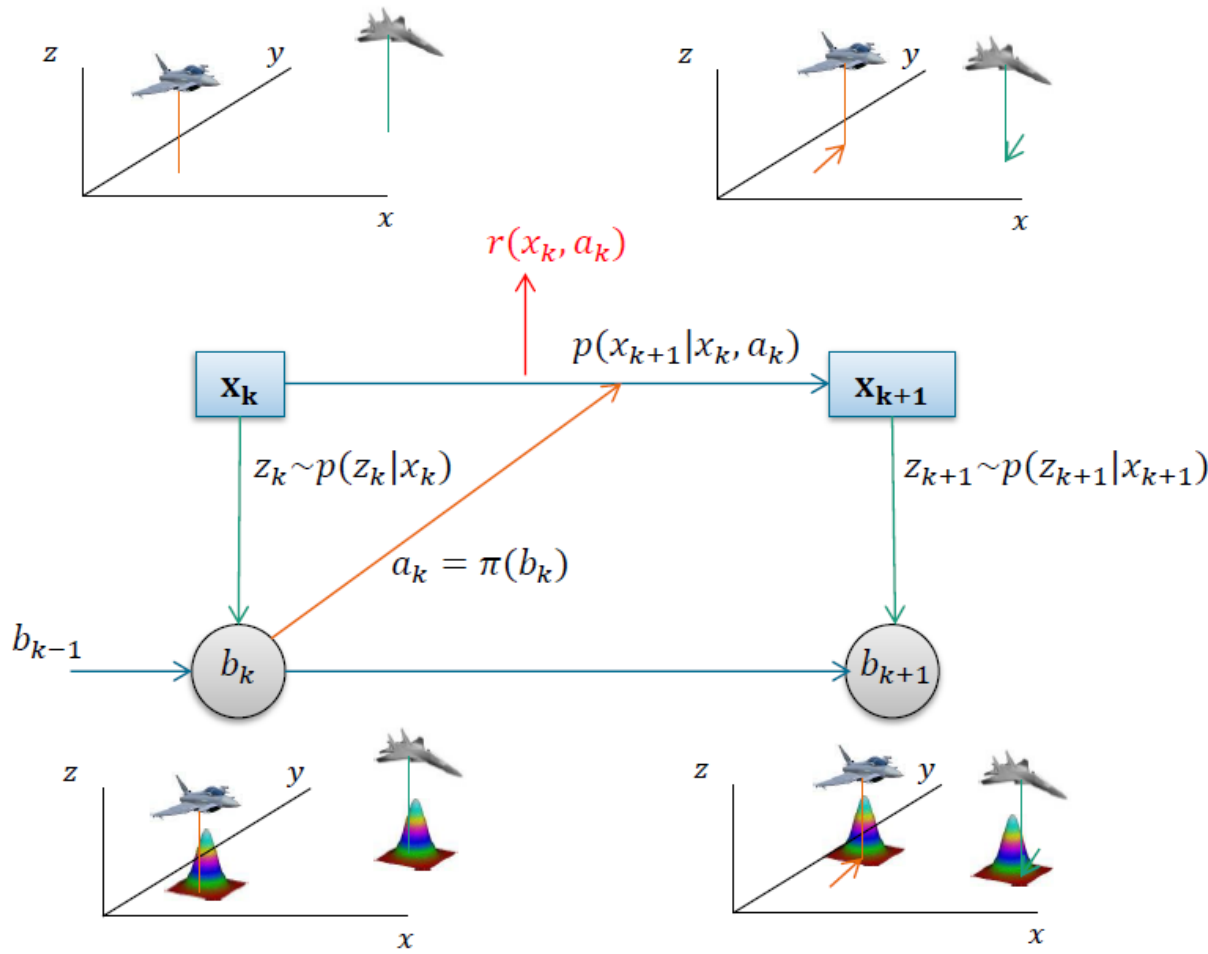 z
y
x
z
y
x
r(x_k, a_k)
p(x_{k+1}|x_k, a_k)
x_k
x_{k+1}
z_k~p(z_k|x_k)
z_{k+1}~p(z_{k+1}|x_{k+1})
a_k = π(b_k)
b_{k−1}
b_k
b_{k+1}
z
y
x
z
y
x